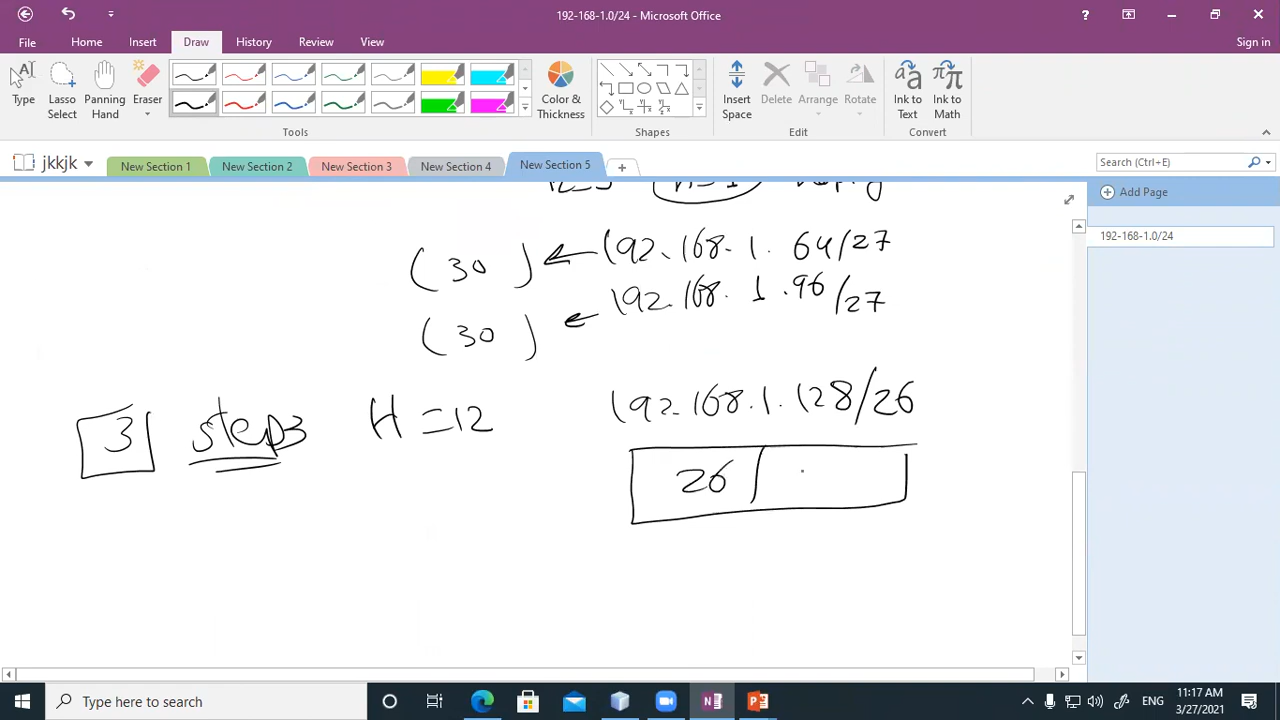 192-168-1.0/24 - Microsoft Office
File Home Insert Draw History Review View Sign in
Type Lasso Select Panning Hand Eraser Color & Thickness Insert Space Delete Arrange Rotate Ink to Text Ink to Math
Tools Shapes Edit Convert
jkkjk New Section 1 New Section 2 New Section 3 New Section 4 New Section 5 Search (Ctrl+E)
Add Page
192-168-1.0/24
(30) ← 192.168.1.64/27
(30) ← 192.168.1.96/27
3 step3 H=12 192.168.1.128/26
26
Type here to search
ENG 11:17 AM 3/27/2021